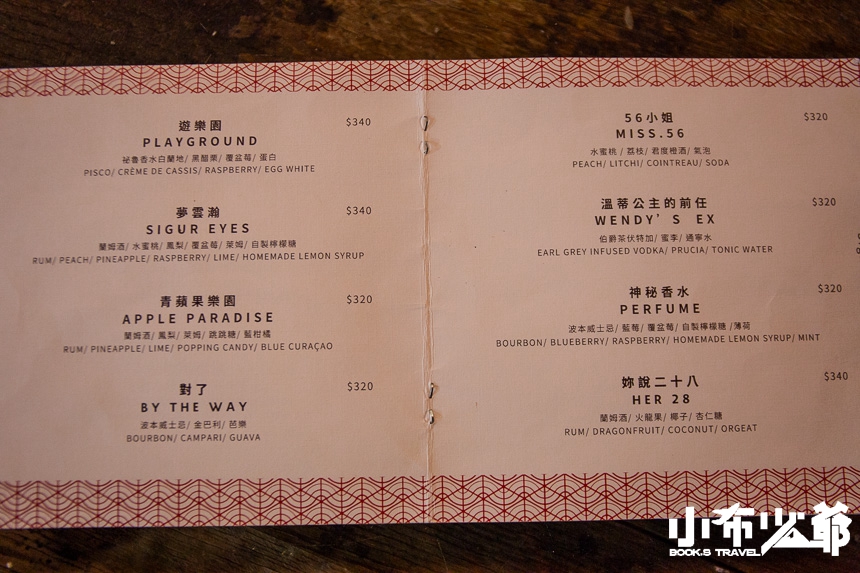 遊樂園 $340
PLAYGROUND
祕魯香水白蘭地/ 黑醋栗/ 覆盆莓/ 蛋白
PISCO/ CRÈME DE CASSIS/ RASPBERRY/ EGG WHITE
夢雲瀚 $340
SIGUR EYES
蘭姆酒/ 水蜜桃/ 鳳梨/ 覆盆莓/ 萊姆/ 自製檸檬糖
RUM/ PEACH/ PINEAPPLE/ RASPBERRY/ LIME/ HOMEMADE LEMON SYRUP
青蘋果樂園 $320
APPLE PARADISE
蘭姆酒/ 鳳梨/ 萊姆/ 跳跳糖/ 藍柑橘
RUM/ PINEAPPLE/ LIME/ POPPING CANDY/ BLUE CURAÇAO
對了 $320
BY THE WAY
波本威士忌/ 金巴利/ 芭樂
BOURBON/ CAMPARI/ GUAVA
56小姐 $320
MISS.56
水蜜桃/ 荔枝/ 君度橙酒/ 氣泡
PEACH/ LITCHI/ COINTREAU/ SODA
溫蒂公主的前任 $320
WENDY'S EX
伯爵茶伏特加/ 蜜李/ 通寧水
EARL GREY INFUSED VODKA/ PRUCIA/ TONIC WATER
神秘香水 $320
PERFUME
波本威士忌/ 藍莓/ 覆盆莓/ 自製檸檬糖 /薄荷
BOURBON/ BLUEBERRY/ RASPBERRY/ HOMEMADE LEMON SYRUP/ MINT
妳說二十八 $340
HER 28
蘭姆酒/ 火龍果/ 椰子/ 杏仁糖
RUM/ DRAGONFRUIT/ COCONUT/ ORGEAT
小布少爺
BOOK.S TRAVEL